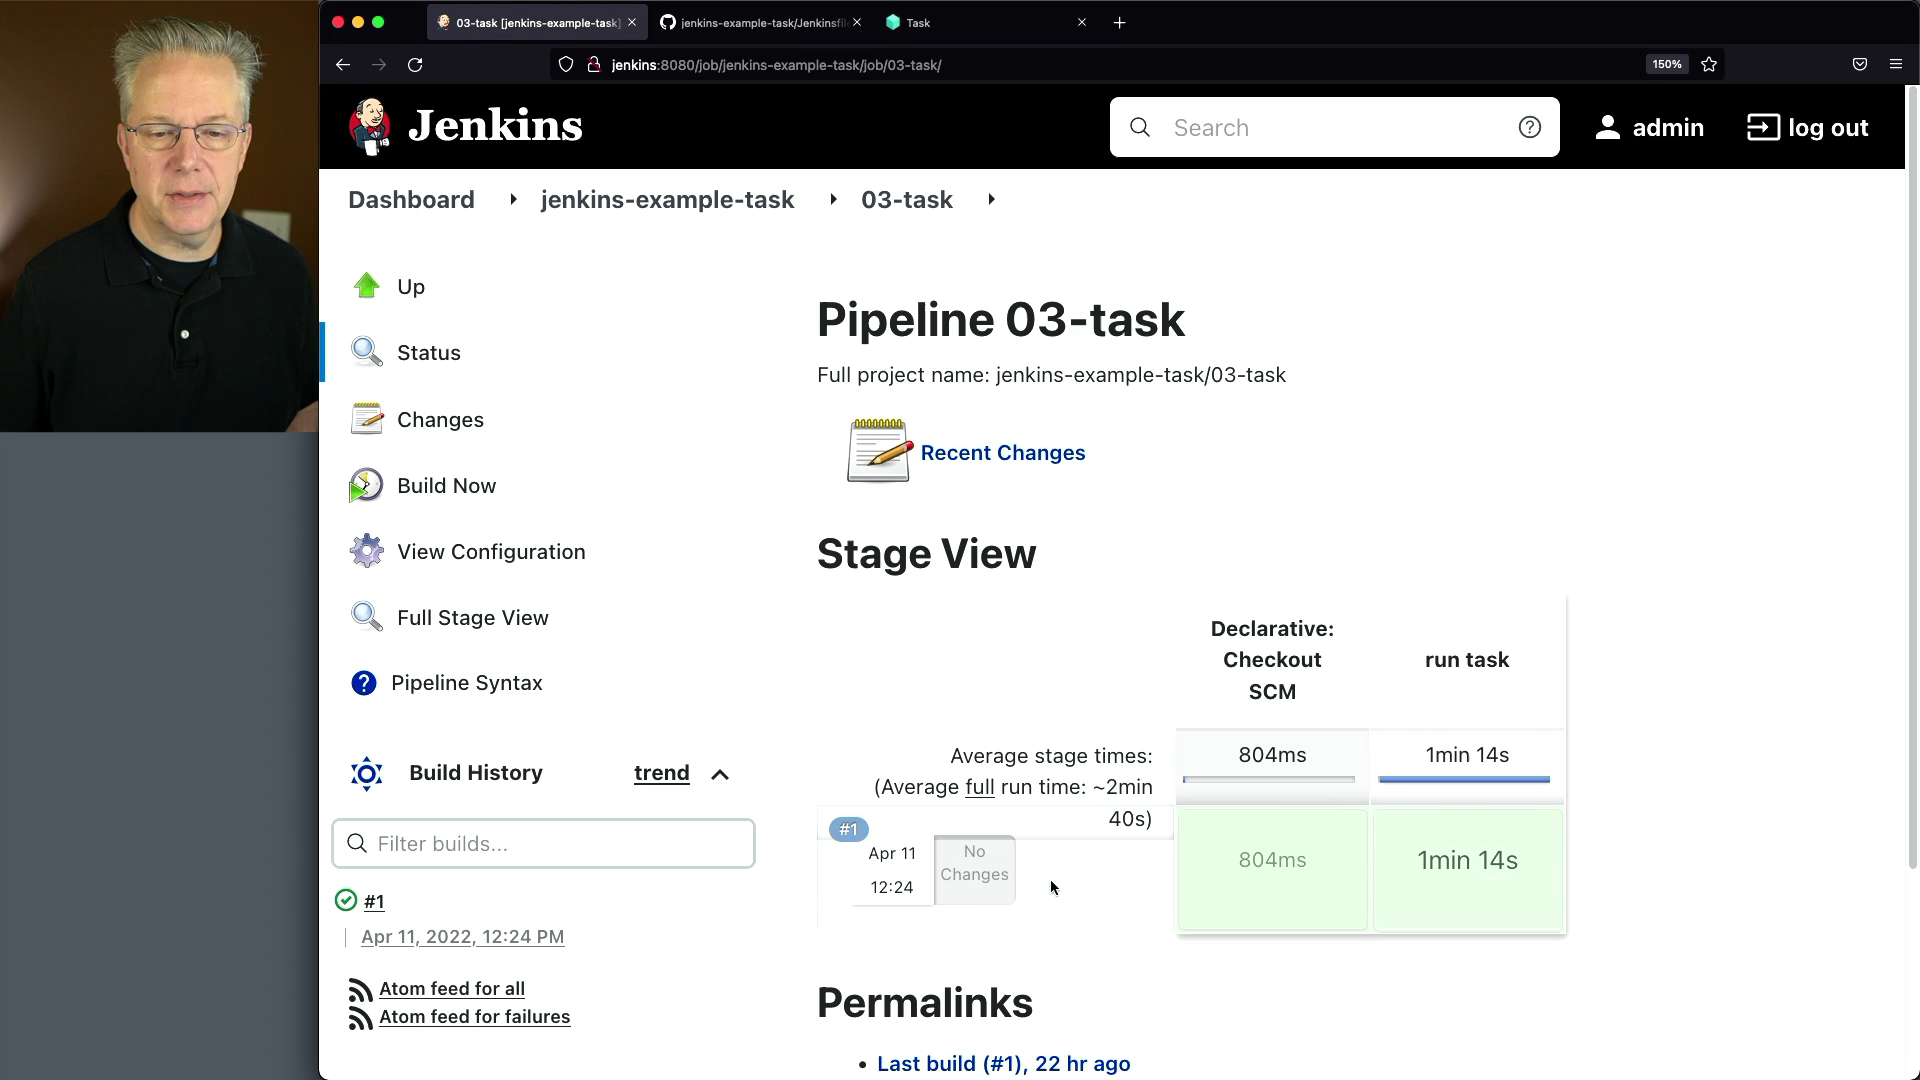 03-task [jenkins-example-task]
jenkins-example-task/Jenkinsfil
Task
jenkins:8080/job/jenkins-example-task/job/03-task/
150%
Jenkins
Search
admin
log out
Dashboard
jenkins-example-task
03-task
Up
Status
Changes
Build Now
View Configuration
Full Stage View
Pipeline Syntax
Build History
trend
Filter builds...
#1
Apr 11, 2022, 12:24 PM
Atom feed for all
Atom feed for failures
Pipeline 03-task
Full project name: jenkins-example-task/03-task
Recent Changes
Stage View
Declarative:
Checkout
SCM
run task
Average stage times:
(Average full run time: ~2min
40s)
804ms
1min 14s
#1
Apr 11
12:24
No
Changes
804ms
1min 14s
Permalinks
Last build (#1), 22 hr ago